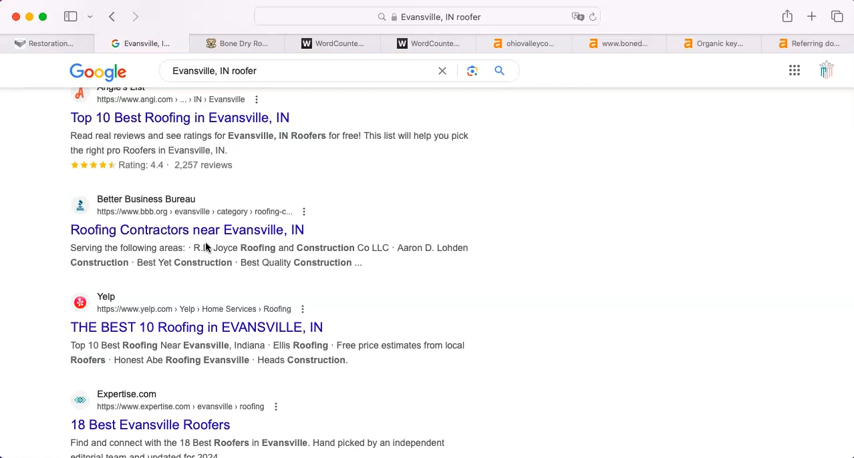 Evansville, IN roofer
Restoration...
Evansville, I...
Bone Dry Ro...
WordCounte...
WordCounte...
ohiovalleyco...
www.boned...
Organic key...
Referring do...
Google
Evansville, IN roofer
Angie's List
https://www.angi.com › ... › IN › Evansville
Top 10 Best Roofing in Evansville, IN
Read real reviews and see ratings for Evansville, IN Roofers for free! This list will help you pick
the right pro Roofers in Evansville, IN.
Rating: 4.4 · 2,257 reviews
Better Business Bureau
https://www.bbb.org › evansville › category › roofing-c...
Roofing Contractors near Evansville, IN
Serving the following areas: · R.L. Joyce Roofing and Construction Co LLC · Aaron D. Lohden
Construction · Best Yet Construction · Best Quality Construction ...
Yelp
https://www.yelp.com › Yelp › Home Services › Roofing
THE BEST 10 Roofing in EVANSVILLE, IN
Top 10 Best Roofing Near Evansville, Indiana · Ellis Roofing · Free price estimates from local
Roofers · Honest Abe Roofing Evansville · Heads Construction.
Expertise.com
https://www.expertise.com › evansville › roofing
18 Best Evansville Roofers
Find and connect with the 18 Best Roofers in Evansville. Hand picked by an independent
editorial team and updated for 2024.